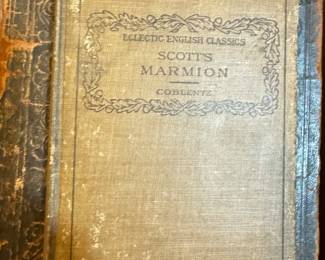 ECLECTIC ENGLISH CLASSICS
SCOTT'S
MARMION
COBLENTZ